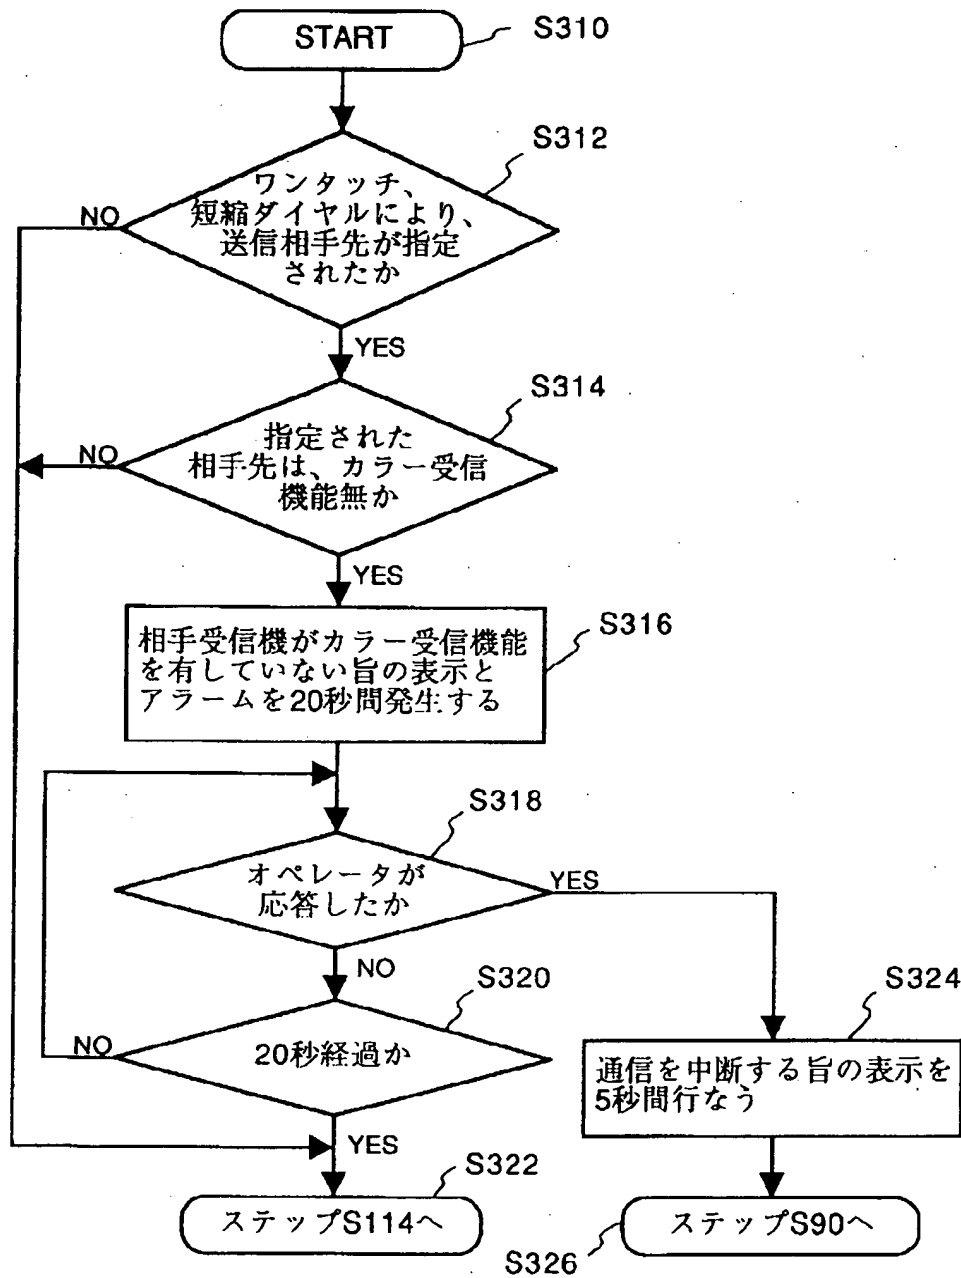 START
S310
S312
ワンタッチ、
短縮ダイヤルにより、
送信相手先が指定
されたか
NO
YES
S314
指定された
相手先は、カラー受信
機能無か
NO
YES
S316
相手受信機がカラー受信機能
を有していない旨の表示と
アラームを20秒間発生する
S318
オペレータが
応答したか
YES
NO
S320
20秒経過か
NO
YES
S324
通信を中断する旨の表示を
5秒間行なう
S322
ステップS114へ
ステップS90へ
S326